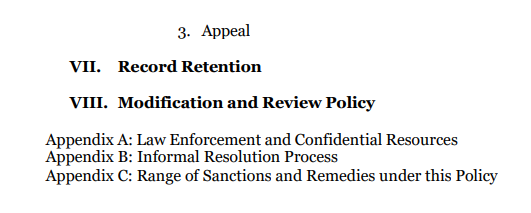 3. Appeal
VII. Record Retention
VIII. Modification and Review Policy
Appendix A: Law Enforcement and Confidential Resources
Appendix B: Informal Resolution Process
Appendix C: Range of Sanctions and Remedies under this Policy